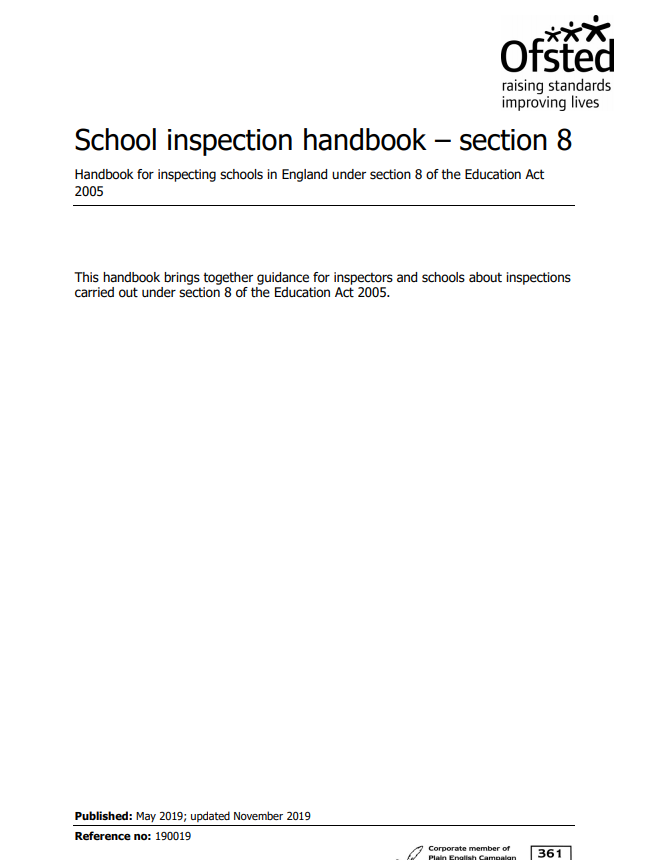 Ofsted
raising standards
improving lives
School inspection handbook – section 8
Handbook for inspecting schools in England under section 8 of the Education Act
2005
This handbook brings together guidance for inspectors and schools about inspections
carried out under section 8 of the Education Act 2005.
Published: May 2019; updated November 2019
Reference no: 190019
Corporate member of
Plain English Campaign
361